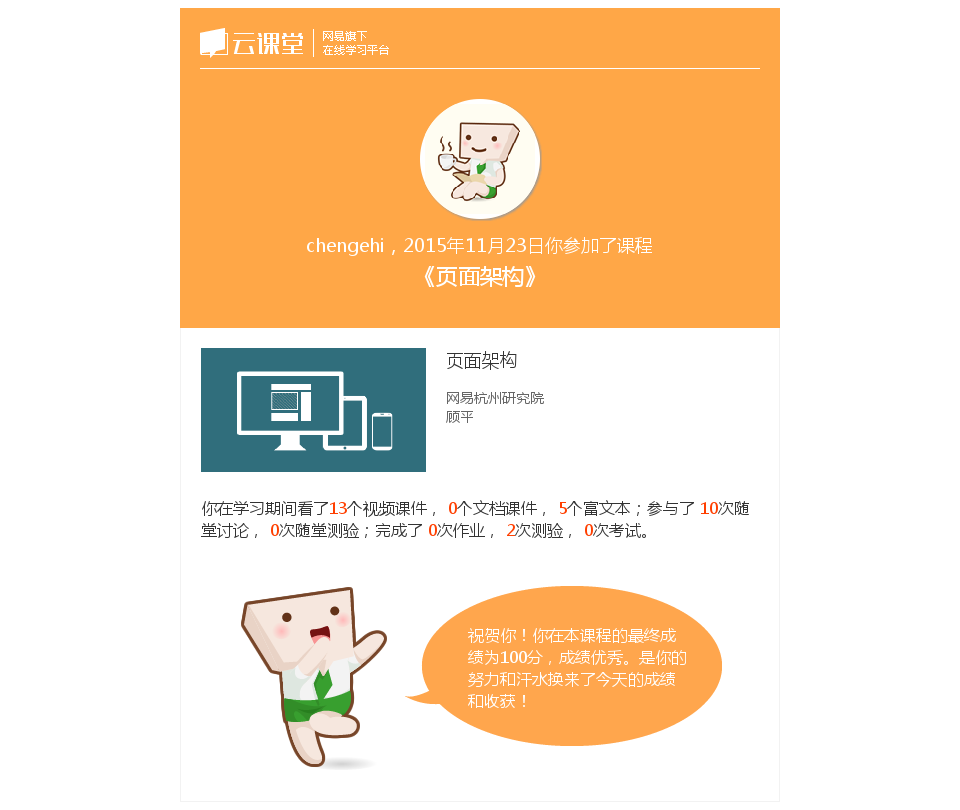 云课堂
网易旗下
在线学习平台
chengehi，2015年11月23日你参加了课程
《页面架构》
页面架构
网易杭州研究院
顾平
你在学习期间看了13个视频课件， 0个文档课件， 5个富文本；参与了 10次随
堂讨论， 0次随堂测验；完成了 0次作业， 2次测验， 0次考试。
祝贺你！你在本课程的最终成
绩为100分，成绩优秀。是你的
努力和汗水换来了今天的成绩
和收获！